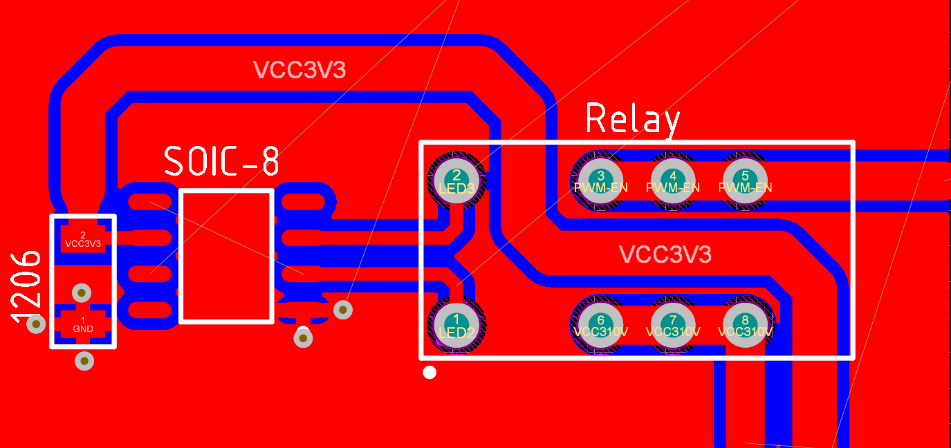 VCC3V3
Relay
SOIC-8
2
LED3
3
PWM-EN
4
PWM-EN
5
PWM-EN
2
VCC3V3
1206
VCC3V3
1
GND
1
LED2
6
VCC310V
7
VCC310V
8
VCC310V